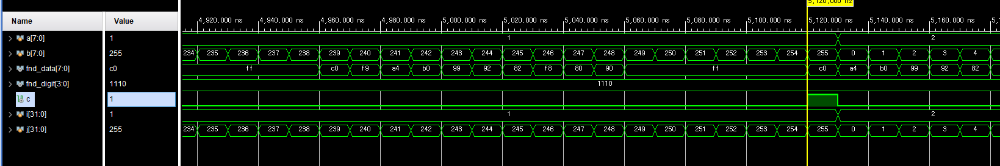 5,120.000 ns
Name Value 4,920.000 ns 4,940.000 ns 4,960.000 ns 4,980.000 ns 5,000.000 ns 5,020.000 ns 5,040.000 ns 5,060.000 ns 5,080.000 ns 5,100.000 ns 5,120.000 ns 5,140.000 ns 5,160.000 ns
a[7:0] 1 1 2
b[7:0] 255 234 235 236 237 238 239 240 241 242 243 244 245 246 247 248 249 250 251 252 253 254 255 0 1 2 3 4
fnd_data[7:0] c0 ff c0 f9 a4 b0 99 92 82 f8 80 90 ff c0 a4 b0 99 92 82
fnd_digit[3:0] 1110 1110
c 1
i[31:0] 1 1 2
j[31:0] 255 234 235 236 237 238 239 240 241 242 243 244 245 246 247 248 249 250 251 252 253 254 255 0 1 2 3 4